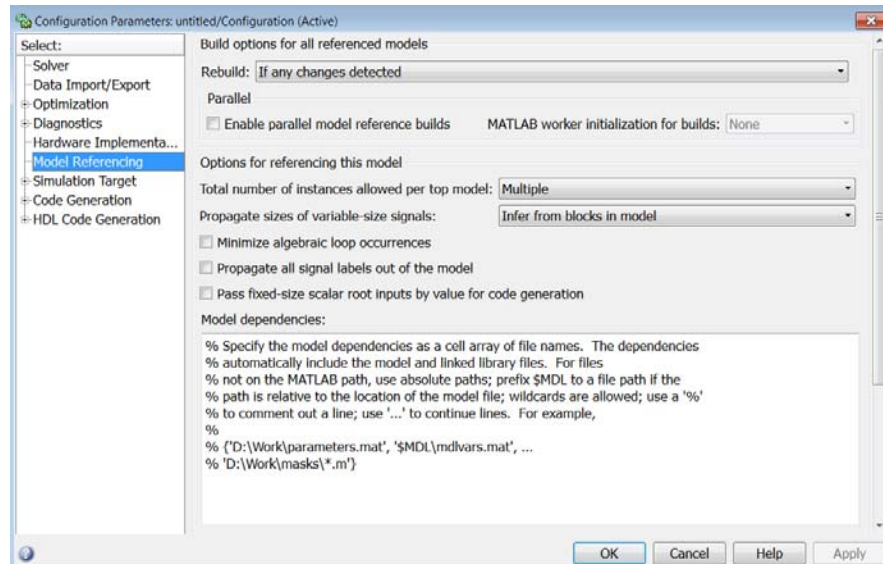 Configuration Parameters: untitled/Configuration (Active)
Select:
Solver
Data Import/Export
Optimization
Diagnostics
Hardware Implementa...
Model Referencing
Simulation Target
Code Generation
HDL Code Generation
Build options for all referenced models
Rebuild: If any changes detected
Parallel
Enable parallel model reference builds MATLAB worker initialization for builds: None
Options for referencing this model
Total number of instances allowed per top model: Multiple
Propagate sizes of variable-size signals: Infer from blocks in model
Minimize algebraic loop occurrences
Propagate all signal labels out of the model
Pass fixed-size scalar root inputs by value for code generation
Model dependencies:
% Specify the model dependencies as a cell array of file names. The dependencies
% automatically include the model and linked library files. For files
% not on the MATLAB path, use absolute paths; prefix $MDL to a file path if the
% path is relative to the location of the model file; wildcards are allowed; use a '%'
% to comment out a line; use '...' to continue lines. For example,
%
% {'D:\Work\parameters.mat', '$MDL\mdlvars.mat', ...
% 'D:\Work\masks\*.m'}
OK Cancel Help Apply